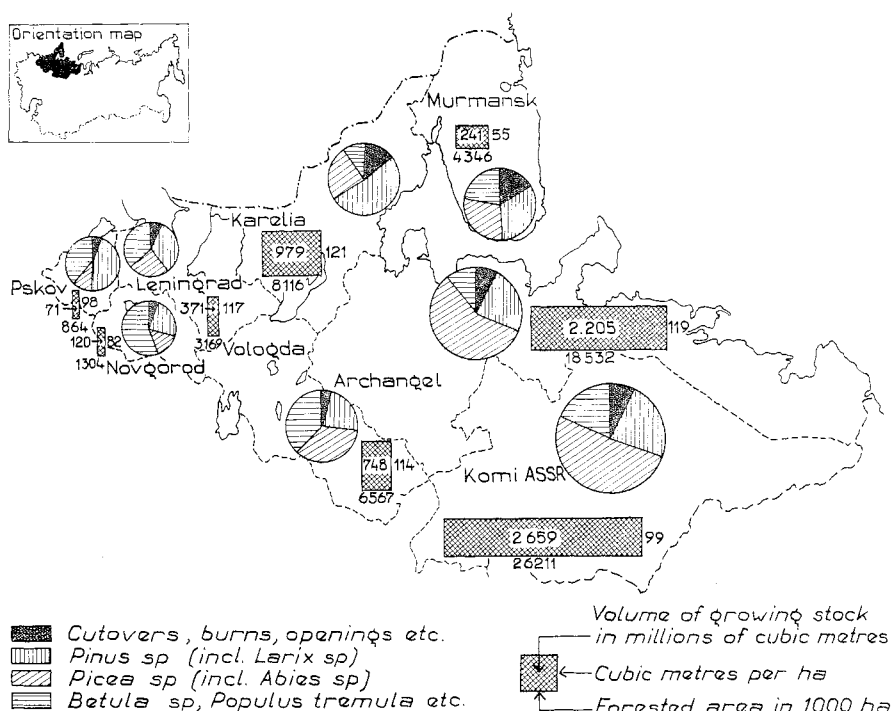 Orientation map
Murmansk
241 55
4346
Karelia
979 121
8116
Pskov
98
71
864
Leningrad
371 117
3169
120 82
1304
Novgorod
Vologda
Archangel
748 114
6567
2.205 119
18532
Komi ASSR
2659 99
26211
Cutovers, burns, openings etc.
Pinus sp (incl. Larix sp)
Picea sp (incl. Abies sp)
Betula sp, Populus tremula etc.
Volume of growing stock
in millions of cubic metres
Cubic metres per ha
Forested area in 1000 ha